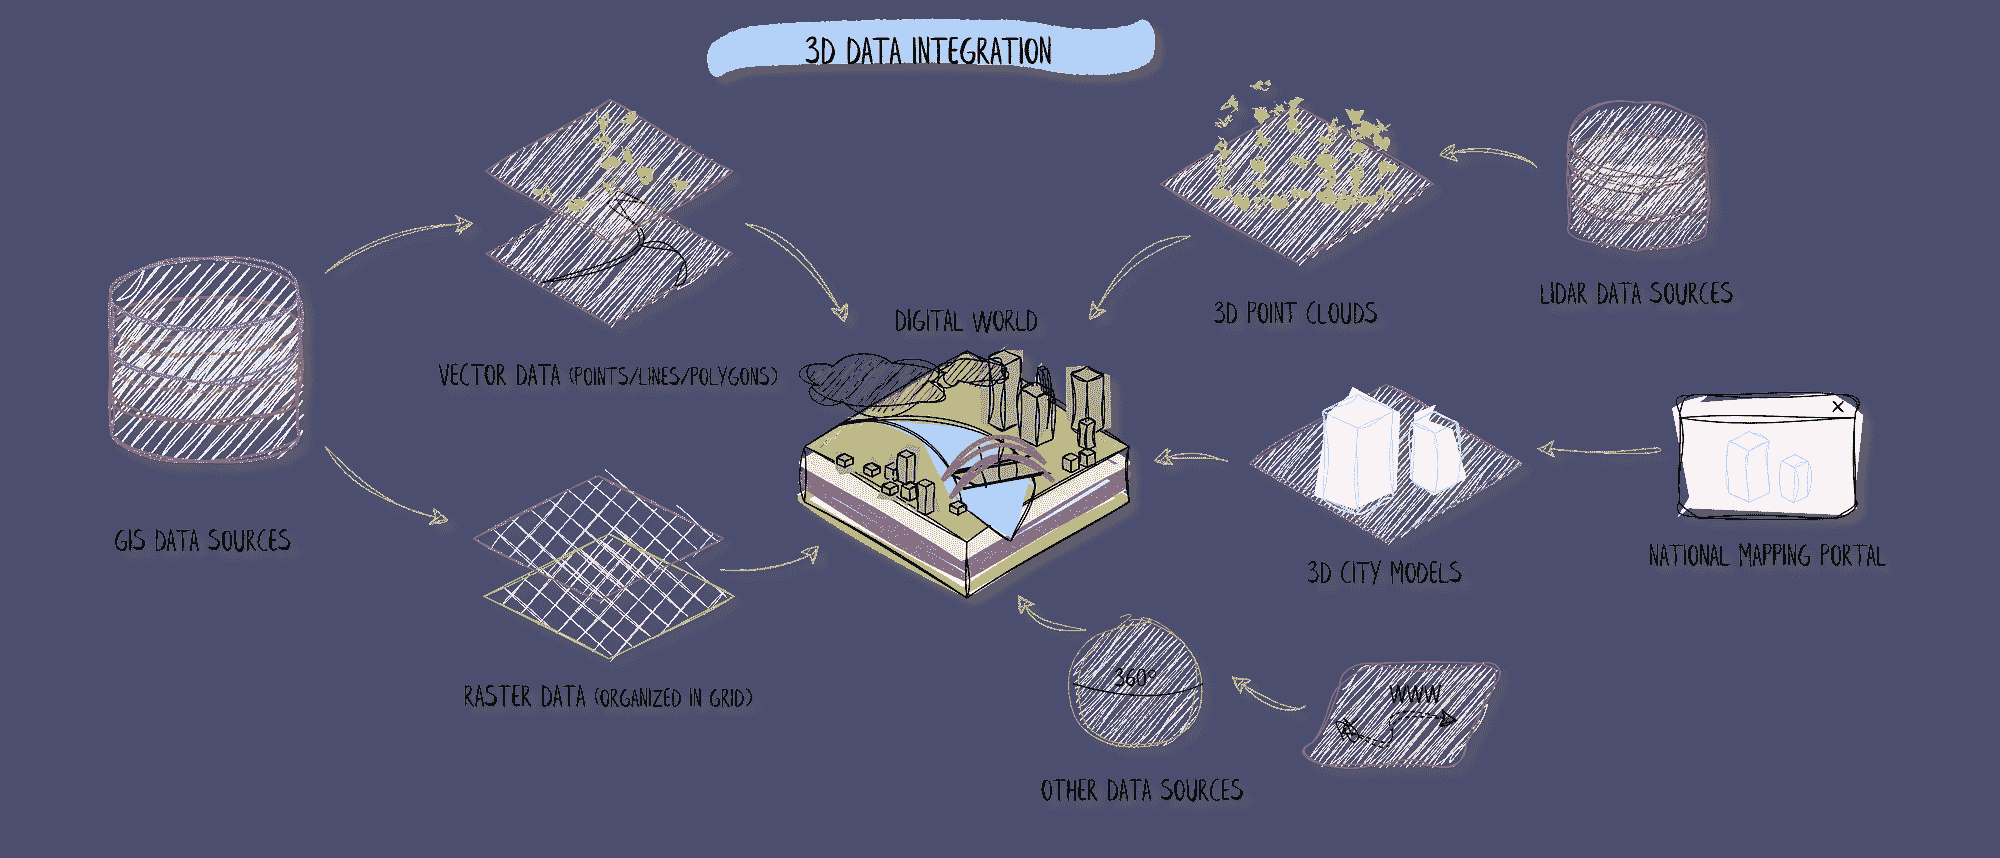 3D DATA INTEGRATION
LIDAR DATA SOURCES
3D POINT CLOUDS
DIGITAL WORLD
VECTOR DATA (POINTS/LINES/POLYGONS)
GIS DATA SOURCES
NATIONAL MAPPING PORTAL
3D CITY MODELS
RASTER DATA (ORGANIZED IN GRID)
360°
WWW
OTHER DATA SOURCES